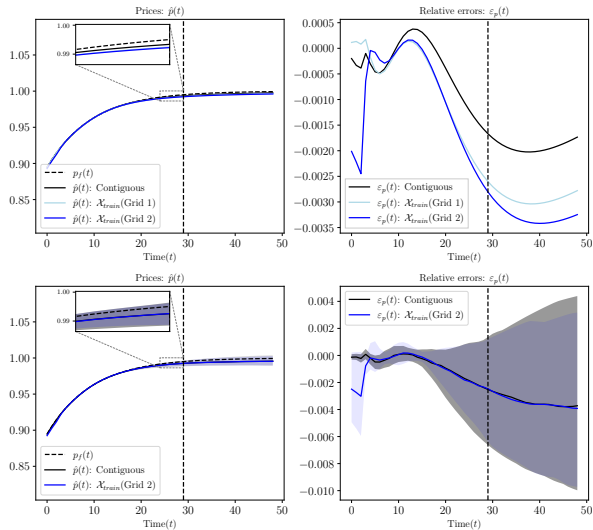 Prices: p̂(t)
1.05
1.00
0.95
0.90
0.85
1.00
0.99
p_f(t)
p̂(t): Contiguous
p̂(t): 𝒳_train(Grid 1)
p̂(t): 𝒳_train(Grid 2)
0 10 20 30 40 50
Time(t)
Relative errors: ε_p(t)
0.0005
0.0000
−0.0005
−0.0010
−0.0015
−0.0020
−0.0025
−0.0030
−0.0035
ε_p(t): Contiguous
ε_p(t): 𝒳_train(Grid 1)
ε_p(t): 𝒳_train(Grid 2)
0 10 20 30 40 50
Time(t)
Prices: p̂(t)
1.05
1.00
0.95
0.90
0.85
1.00
0.99
p_f(t)
p̂(t): Contiguous
p̂(t): 𝒳_train(Grid 2)
0 10 20 30 40 50
Time(t)
Relative errors: ε_p(t)
0.004
0.002
0.000
−0.002
−0.004
−0.006
−0.008
−0.010
ε_p(t): Contiguous
ε_p(t): 𝒳_train(Grid 2)
0 10 20 30 40 50
Time(t)